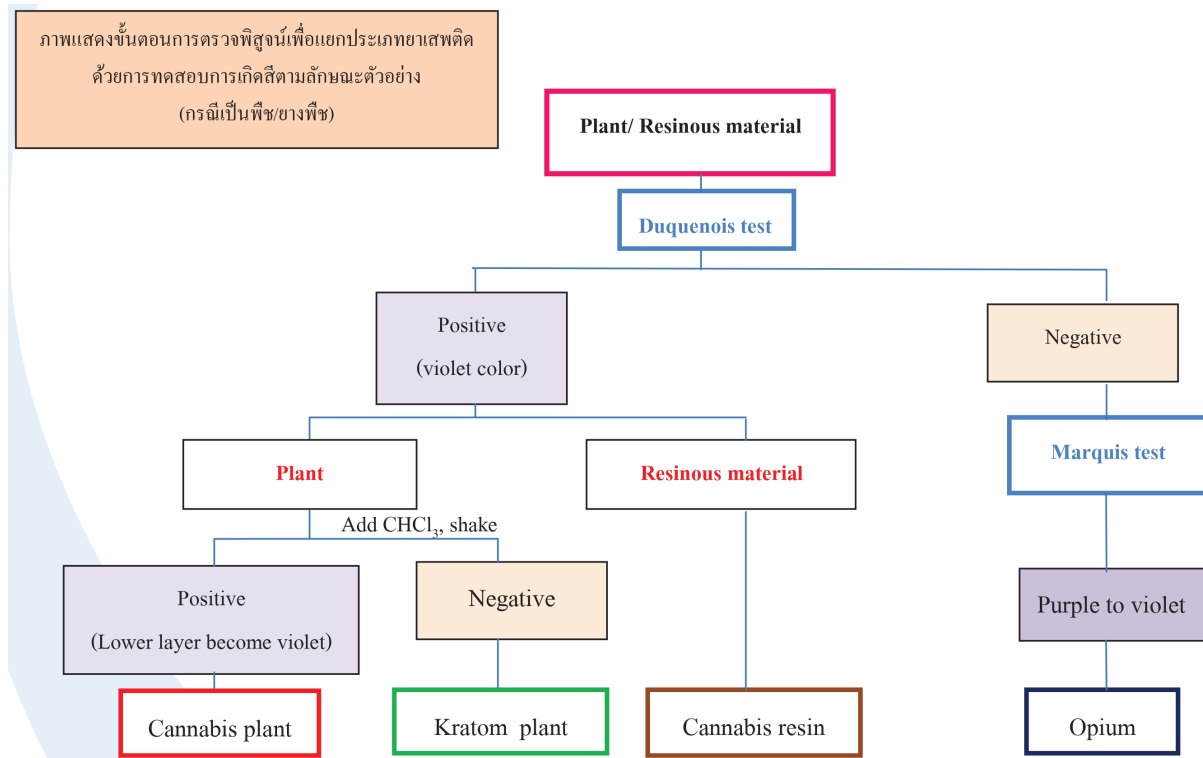 ภาพแสดงขั้นตอนการตรวจพิสูจน์เพื่อแยกประเภทยาเสพติด
ด้วยการทดสอบการเกิดสีตามลักษณะตัวอย่าง
(กรณีเป็นพืช/ยางพืช)
Plant/ Resinous material
Duquenois test
Positive
(violet color)
Negative
Plant
Resinous material
Marquis test
Add CHCl₃, shake
Positive
(Lower layer become violet)
Negative
Purple to violet
Cannabis plant
Kratom plant
Cannabis resin
Opium